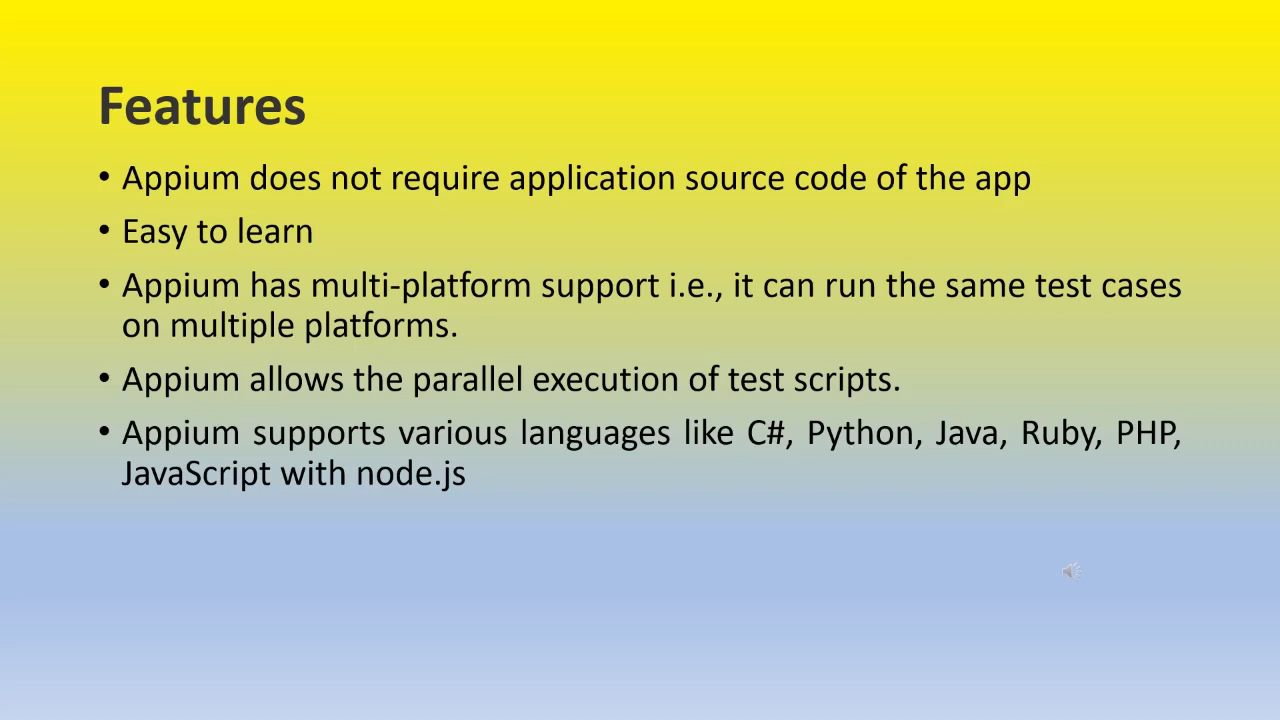 Features
• Appium does not require application source code of the app
• Easy to learn
• Appium has multi-platform support i.e., it can run the same test cases
on multiple platforms.
• Appium allows the parallel execution of test scripts.
• Appium supports various languages like C#, Python, Java, Ruby, PHP,
JavaScript with node.js